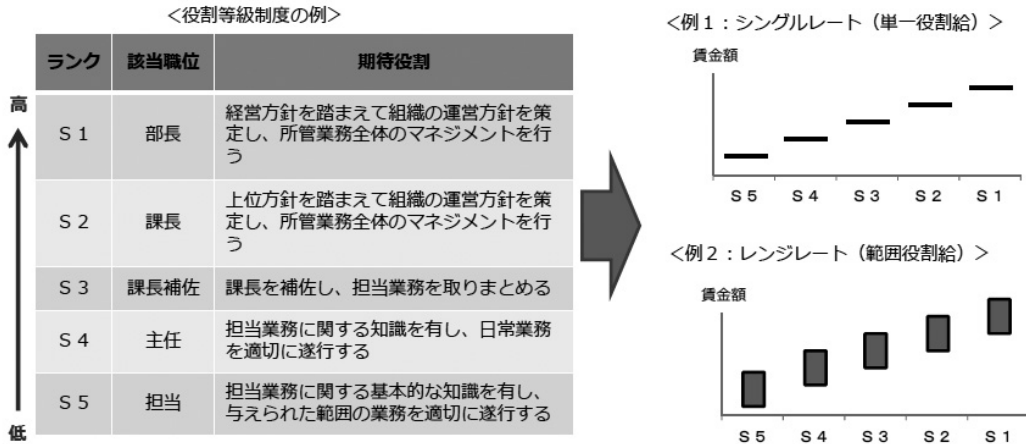 ＜役割等級制度の例＞
ランク 該当職位 期待役割
高
Ｓ１ 部長 経営方針を踏まえて組織の運営方針を策
定し、所管業務全体のマネジメントを行
う
Ｓ２ 課長 上位方針を踏まえて組織の運営方針を策
定し、所管業務全体のマネジメントを行
う
Ｓ３ 課長補佐 課長を補佐し、担当業務を取りまとめる
Ｓ４ 主任 担当業務に関する知識を有し、日常業務
を適切に遂行する
Ｓ５ 担当 担当業務に関する基本的な知識を有し、
与えられた範囲の業務を適切に遂行する
低
＜例１：シングルレート（単一役割給）＞
賃金額
Ｓ５ Ｓ４ Ｓ３ Ｓ２ Ｓ１
＜例２：レンジレート（範囲役割給）＞
賃金額
Ｓ５ Ｓ４ Ｓ３ Ｓ２ Ｓ１